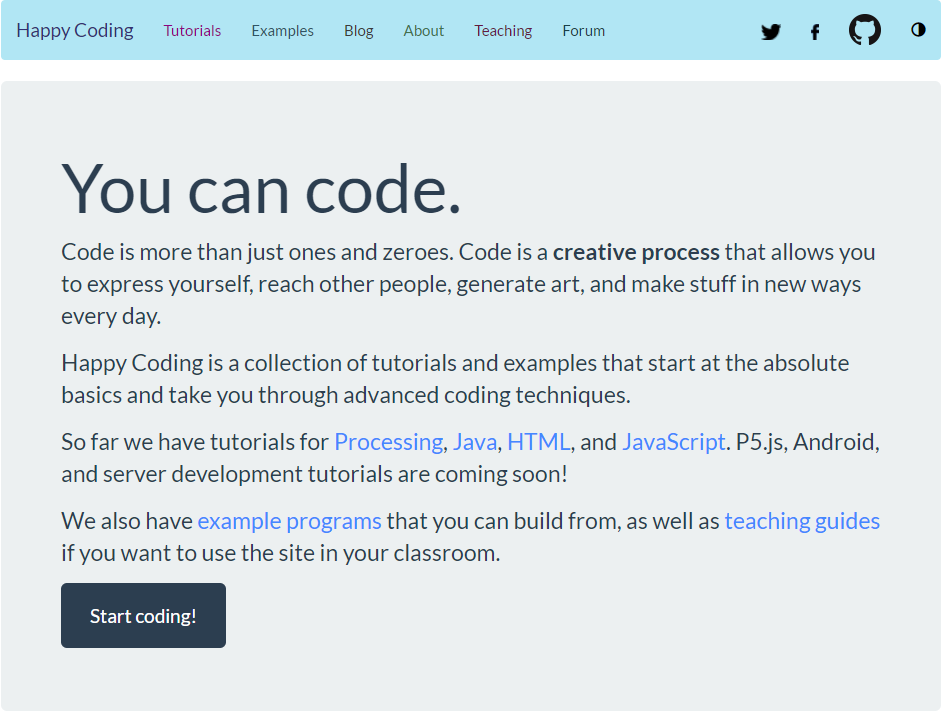 Happy Coding Tutorials Examples Blog About Teaching Forum
You can code.
Code is more than just ones and zeroes. Code is a creative process that allows you
to express yourself, reach other people, generate art, and make stuff in new ways
every day.
Happy Coding is a collection of tutorials and examples that start at the absolute
basics and take you through advanced coding techniques.
So far we have tutorials for Processing, Java, HTML, and JavaScript. P5.js, Android,
and server development tutorials are coming soon!
We also have example programs that you can build from, as well as teaching guides
if you want to use the site in your classroom.
Start coding!